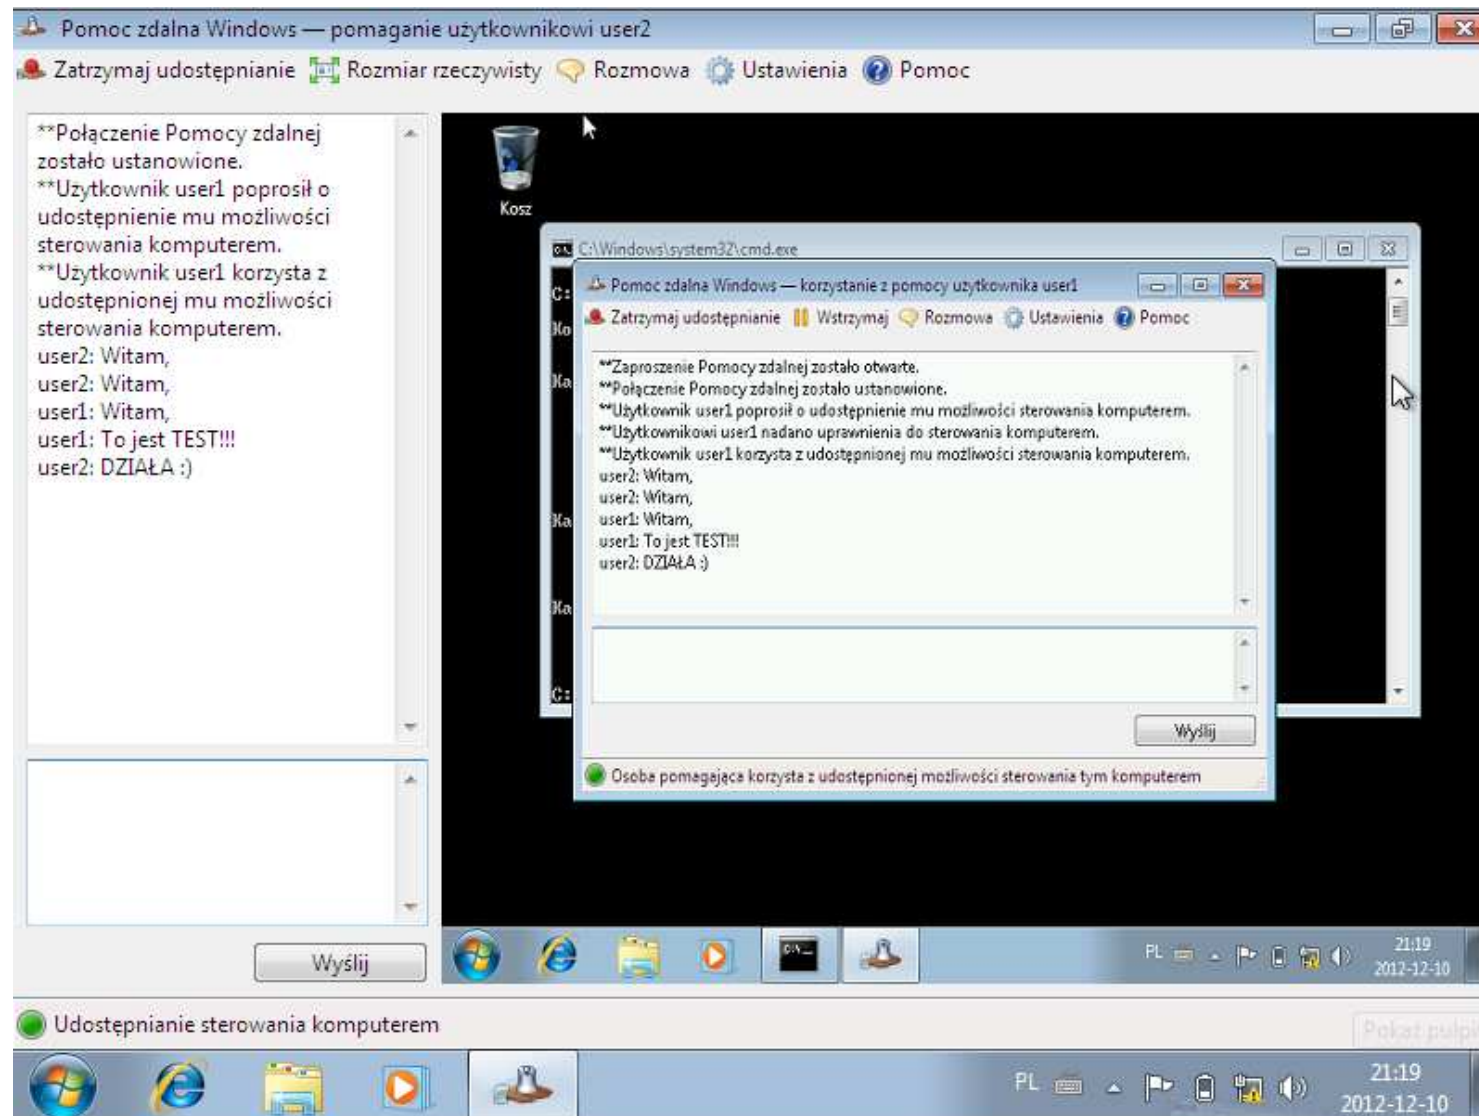 Pomoc zdalna Windows — pomaganie użytkownikowi user2
Zatrzymaj udostępnianie Rozmiar rzeczywisty Rozmowa Ustawienia Pomoc
**Połączenie Pomocy zdalnej
zostało ustanowione.
**Użytkownik user1 poprosił o
udostępnienie mu możliwości
sterowania komputerem.
**Użytkownik user1 korzysta z
udostępnionej mu możliwości
sterowania komputerem.
user2: Witam,
user2: Witam,
user1: Witam,
user1: To jest TEST!!!
user2: DZIAŁA :)
Wyślij
Kosz
C:\Windows\system32\cmd.exe
C:
Ko
Ka
Ka
Ka
C:
Pomoc zdalna Windows — korzystanie z pomocy użytkownika user1
Zatrzymaj udostępnianie Wstrzymaj Rozmowa Ustawienia Pomoc
**Zaproszenie Pomocy zdalnej zostało otwarte.
**Połączenie Pomocy zdalnej zostało ustanowione.
**Użytkownik user1 poprosił o udostępnienie mu możliwości sterowania komputerem.
**Użytkownikowi user1 nadano uprawnienia do sterowania komputerem.
**Użytkownik user1 korzysta z udostępnionej mu możliwości sterowania komputerem.
user2: Witam,
user2: Witam,
user1: Witam,
user1: To jest TEST!!!
user2: DZIAŁA :)
Wyślij
Osoba pomagająca korzysta z udostępnionej możliwości sterowania tym komputerem
PL 21:19
2012-12-10
Udostępnianie sterowania komputerem
Pokaż pulpi
PL 21:19
2012-12-10